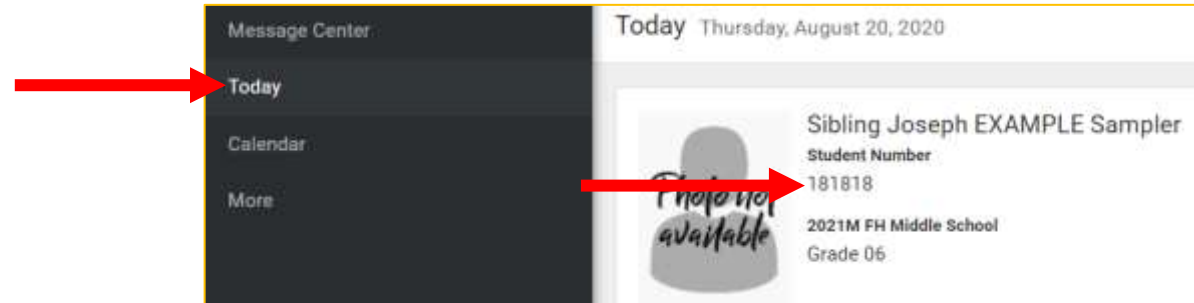 Message Center
Today
Calendar
More
Today Thursday, August 20, 2020
Sibling Joseph EXAMPLE Sampler
Student Number
181818
Photo not
available
2021M FH Middle School
Grade 06